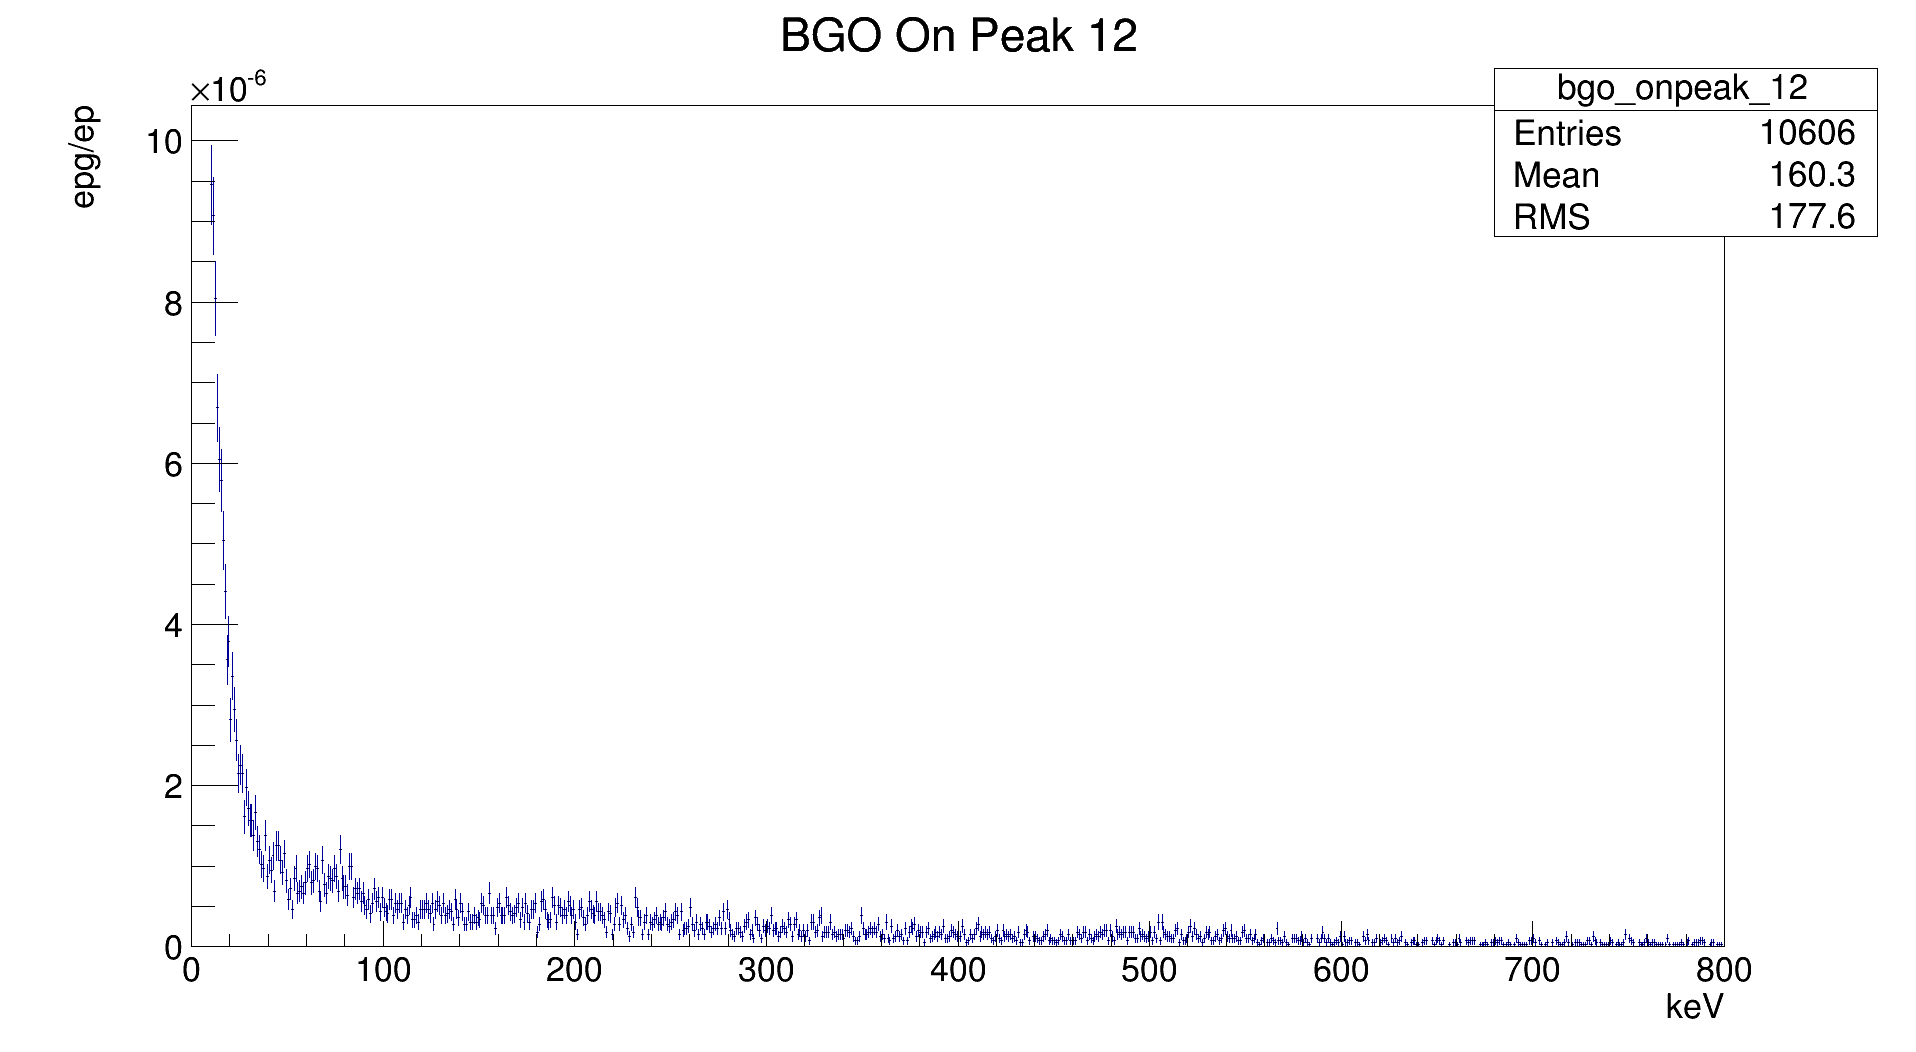 BGO On Peak 12
×10-6
epg/ep
bgo_onpeak_12
Entries 10606
Mean 160.3
RMS 177.6
10
8
6
4
2
0
0 100 200 300 400 500 600 700 800
keV